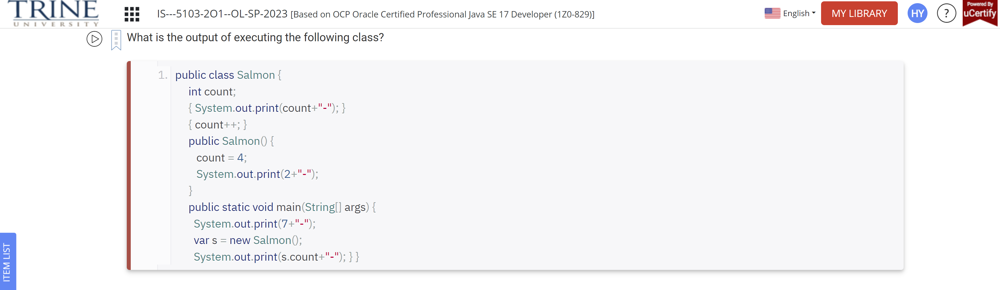 TRINE
UNIVERSITY
IS---5103-2O1--OL-SP-2023 [Based on OCP Oracle Certified Professional Java SE 17 Developer (1Z0-829)]
English
MY LIBRARY
HY
?
Powered By
uCertify
What is the output of executing the following class?
1. public class Salmon {
int count;
{ System.out.print(count+"-"); }
{ count++; }
public Salmon() {
count = 4;
System.out.print(2+"-");
}
public static void main(String[] args) {
System.out.print(7+"-");
var s = new Salmon();
System.out.print(s.count+"-"); } }
ITEM LIST